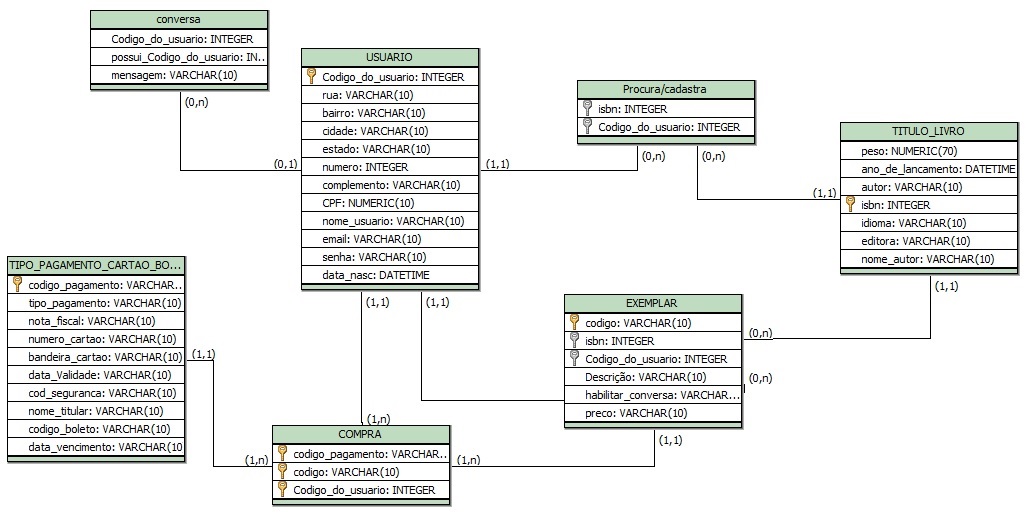 conversa
Codigo_do_usuario: INTEGER
possui_Codigo_do_usuario: IN...
mensagem: VARCHAR(10)
(0,n)
(0,1)
USUARIO
Codigo_do_usuario: INTEGER
rua: VARCHAR(10)
bairro: VARCHAR(10)
cidade: VARCHAR(10)
estado: VARCHAR(10)
numero: INTEGER
complemento: VARCHAR(10)
CPF: NUMERIC(10)
nome_usuario: VARCHAR(10)
email: VARCHAR(10)
senha: VARCHAR(10)
data_nasc: DATETIME
(1,1)
(1,1)
(1,1)
Procura/cadastra
isbn: INTEGER
Codigo_do_usuario: INTEGER
(0,n)
(0,n)
(1,1)
TITULO_LIVRO
peso: NUMERIC(70)
ano_de_lancamento: DATETIME
autor: VARCHAR(10)
isbn: INTEGER
idioma: VARCHAR(10)
editora: VARCHAR(10)
nome_autor: VARCHAR(10)
(1,1)
TIPO_PAGAMENTO_CARTAO_BO...
codigo_pagamento: VARCHAR...
tipo_pagamento: VARCHAR(10)
nota_fiscal: VARCHAR(10)
numero_cartao: VARCHAR(10)
bandeira_cartao: VARCHAR(10)
data_Validade: VARCHAR(10)
cod_seguranca: VARCHAR(10)
nome_titular: VARCHAR(10)
codigo_boleto: VARCHAR(10)
data_vencimento: VARCHAR(10
(1,1)
EXEMPLAR
codigo: VARCHAR(10)
isbn: INTEGER
Codigo_do_usuario: INTEGER
Descrição: VARCHAR(10)
habilitar_conversa: VARCHAR...
preco: VARCHAR(10)
(0,n)
(0,n)
(1,1)
(1,n)
COMPRA
codigo_pagamento: VARCHAR...
codigo: VARCHAR(10)
Codigo_do_usuario: INTEGER
(1,n)
(1,n)